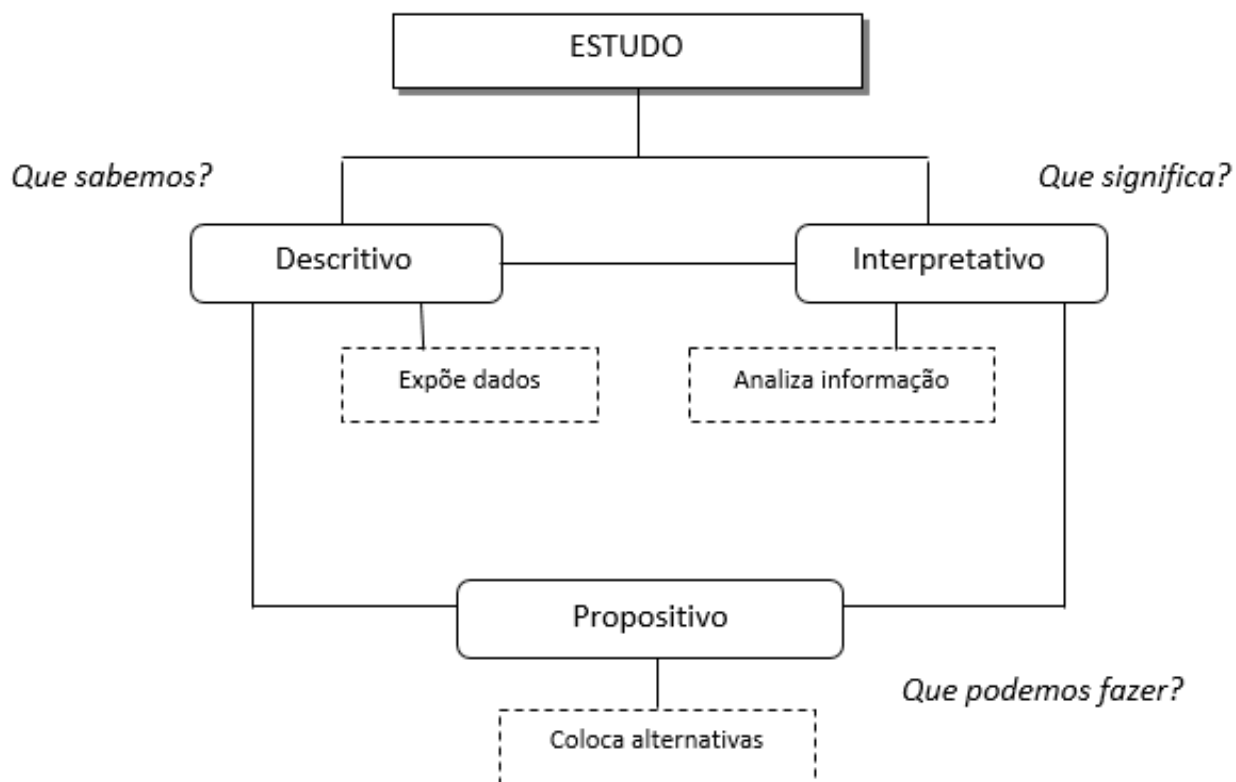 ESTUDO
Que sabemos?
Que significa?
Descritivo
Interpretativo
Expõe dados
Analiza informação
Propositivo
Que podemos fazer?
Coloca alternativas